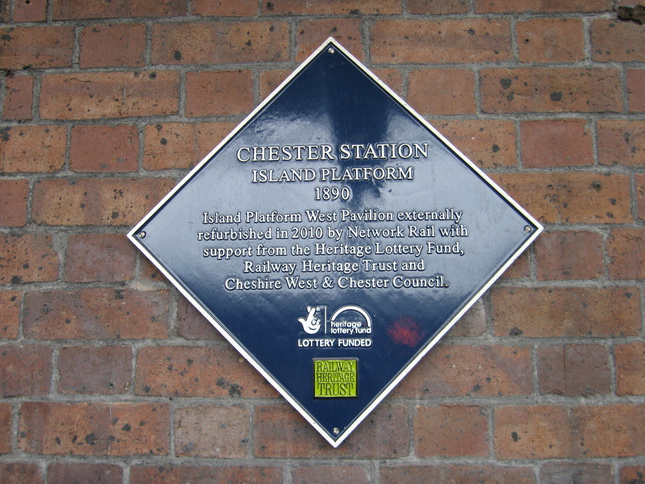 CHESTER STATION
ISLAND PLATFORM
1890
Island Platform West Pavilion externally
refurbished in 2010 by Network Rail with
support from the Heritage Lottery Fund,
Railway Heritage Trust and
Cheshire West & Chester Council.
heritage
lottery fund
LOTTERY FUNDED
RAILWAY
HERITAGE
TRUST